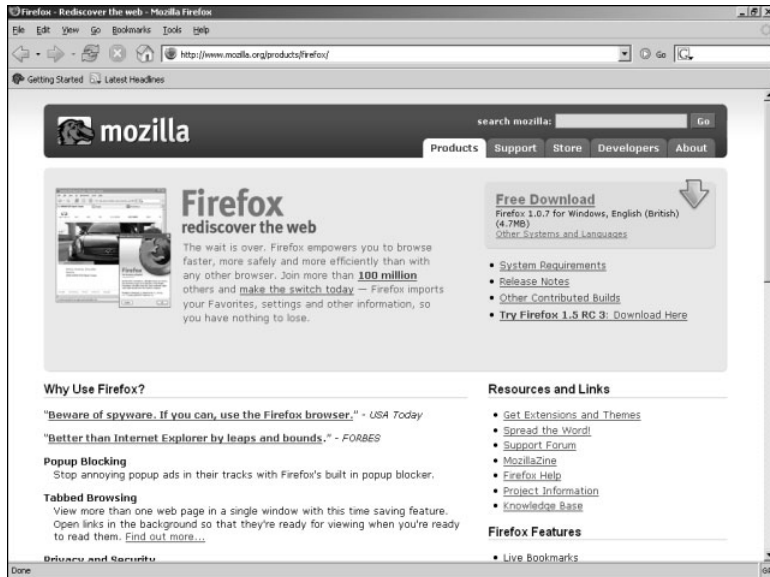 Firefox - Rediscover the web - Mozilla Firefox
File Edit View Go Bookmarks Tools Help
http://www.mozilla.org/products/firefox/
Go
G
Getting Started Latest Headlines
mozilla
search mozilla:
Go
Products Support Store Developers About
Firefox
rediscover the web
The wait is over. Firefox empowers you to browse
faster, more safely and more efficiently than with
any other browser. Join more than 100 million
others and make the switch today — Firefox imports
your Favorites, settings and other information, so
you have nothing to lose.
Free Download
Firefox 1.0.7 for Windows, English (British)
(4.7MB)
Other Systems and Languages
• System Requirements
• Release Notes
• Other Contributed Builds
• Try Firefox 1.5 RC 3: Download Here
Why Use Firefox?
"Beware of spyware. If you can, use the Firefox browser." - USA Today
"Better than Internet Explorer by leaps and bounds." - FORBES
Popup Blocking
Stop annoying popup ads in their tracks with Firefox's built in popup blocker.
Tabbed Browsing
View more than one web page in a single window with this time saving feature.
Open links in the background so that they're ready for viewing when you're ready
to read them. Find out more...
Privacy and Security
Resources and Links
• Get Extensions and Themes
• Spread the Word!
• Support Forum
• MozillaZine
• Firefox Help
• Project Information
• Knowledge Base
Firefox Features
• Live Bookmarks
Done